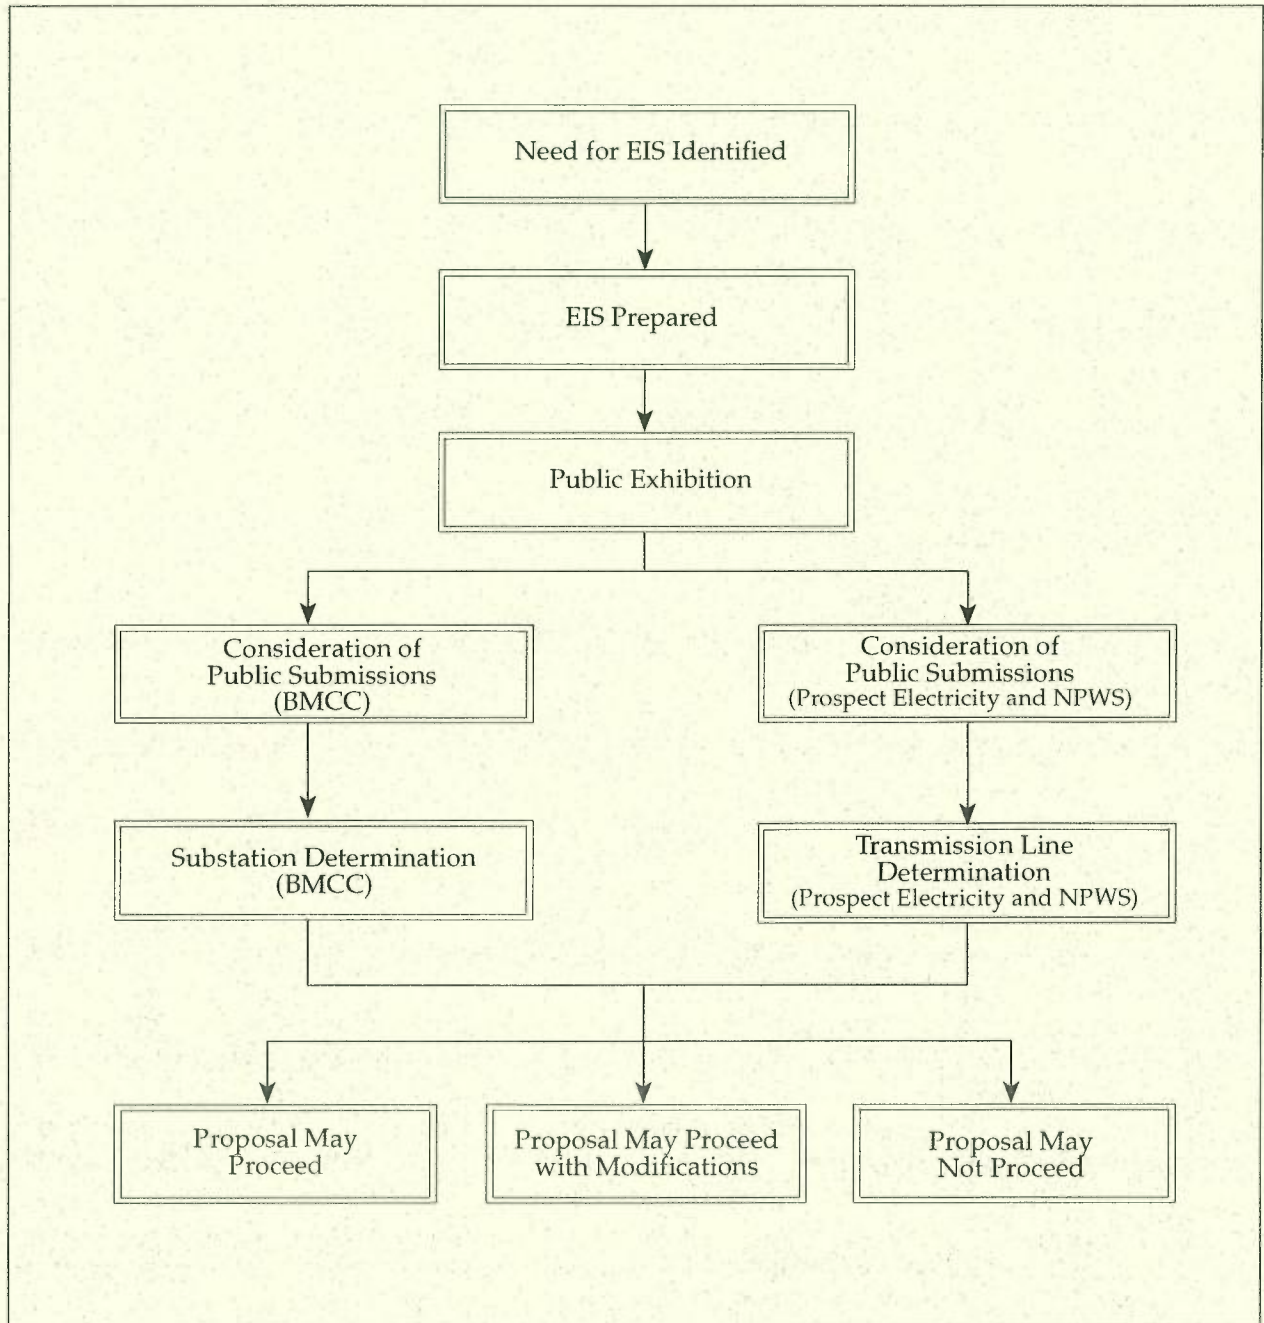 Need for EIS Identified
EIS Prepared
Public Exhibition
Consideration of
Public Submissions
(BMCC)
Consideration of
Public Submissions
(Prospect Electricity and NPWS)
Substation Determination
(BMCC)
Transmission Line
Determination
(Prospect Electricity and NPWS)
Proposal May
Proceed
Proposal May Proceed
with Modifications
Proposal May
Not Proceed